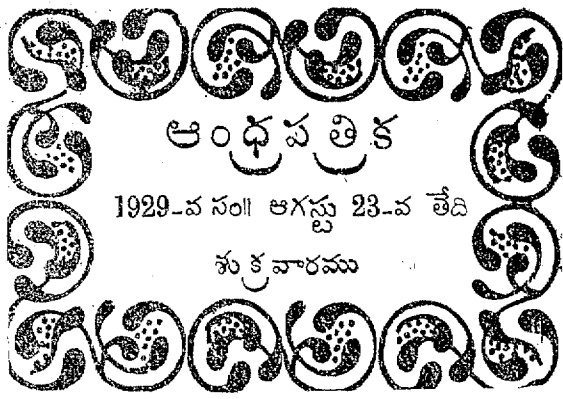 ఆంధ్రపత్రిక
1929-వ సం॥ ఆగస్టు 23-వ తేది
శుక్రవారము